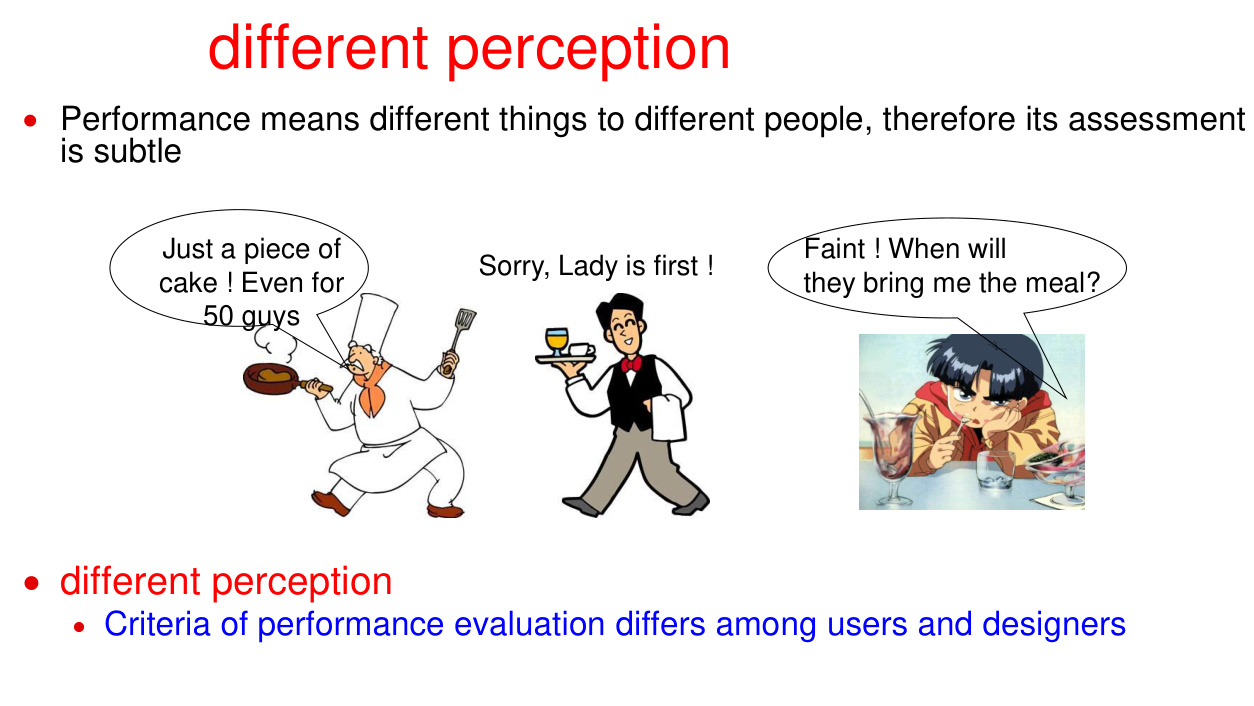 different perception
• Performance means different things to different people, therefore its assessment
is subtle
Just a piece of
cake ! Even for
50 guys
Sorry, Lady is first !
Faint ! When will
they bring me the meal?
• different perception
• Criteria of performance evaluation differs among users and designers